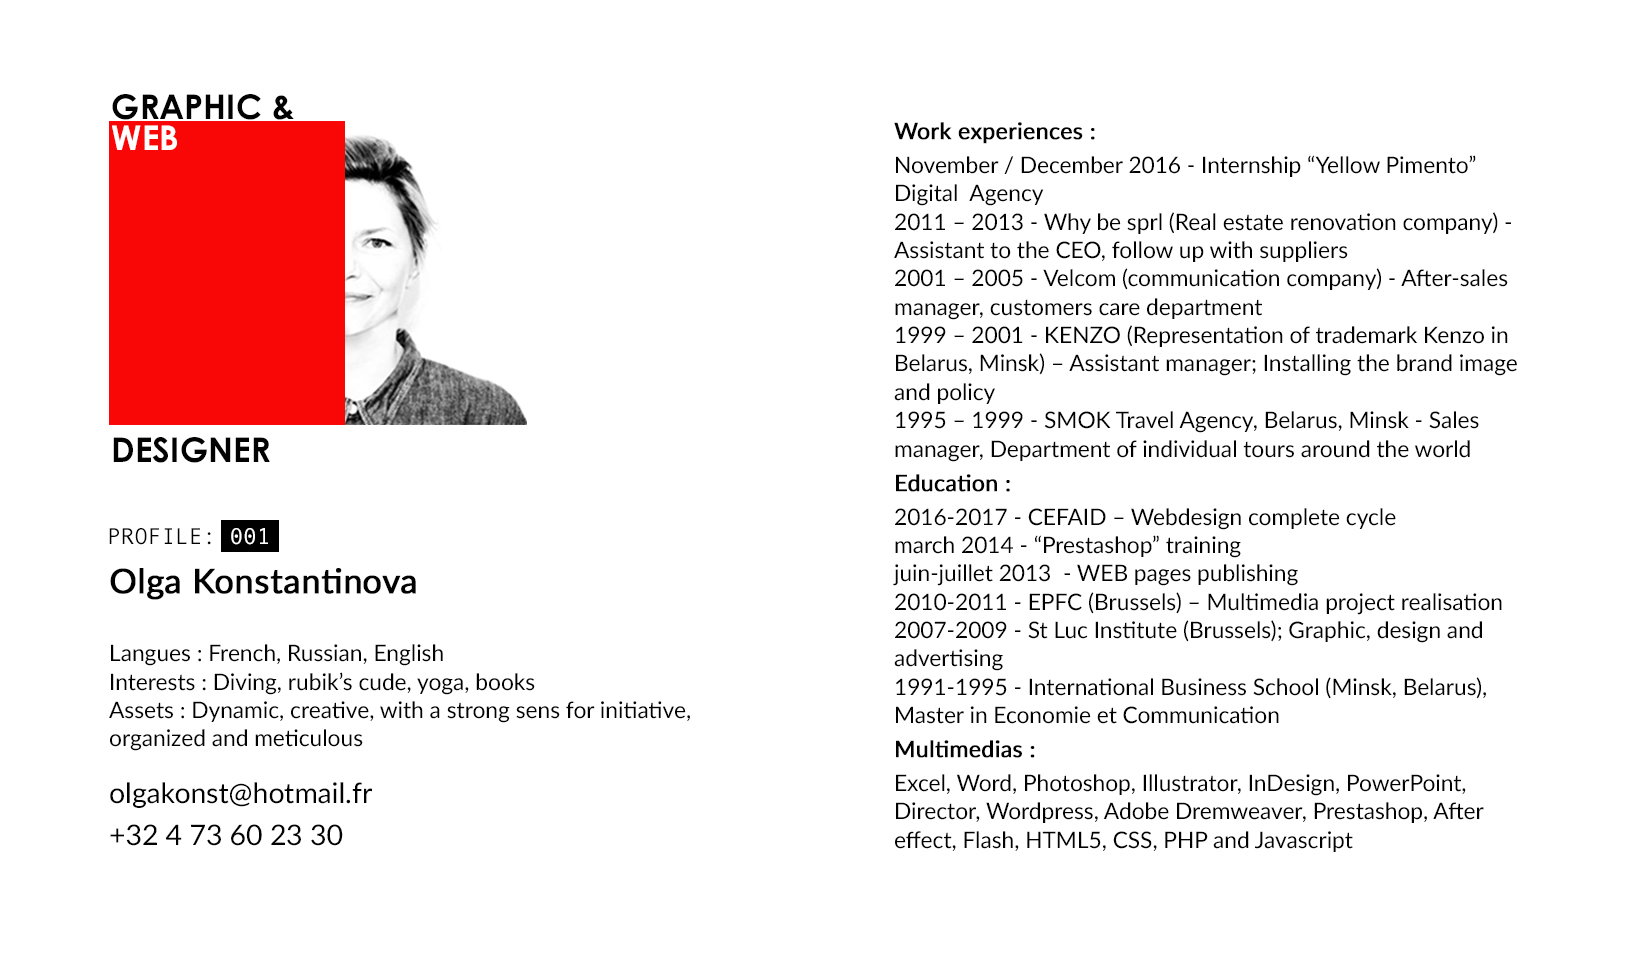 GRAPHIC &
WEB
DESIGNER
PROFILE: 001
Olga Konstantinova
Langues : French, Russian, English
Interests : Diving, rubik’s cude, yoga, books
Assets : Dynamic, creative, with a strong sens for initiative,
organized and meticulous
olgakonst@hotmail.fr
+32 4 73 60 23 30
Work experiences :
November / December 2016 - Internship “Yellow Pimento”
Digital  Agency
2011 – 2013 - Why be sprl (Real estate renovation company) -
Assistant to the CEO, follow up with suppliers
2001 – 2005 - Velcom (communication company) - After-sales
manager, customers care department
1999 – 2001 - KENZO (Representation of trademark Kenzo in
Belarus, Minsk) – Assistant manager; Installing the brand image
and policy
1995 – 1999 - SMOK Travel Agency, Belarus, Minsk - Sales
manager, Department of individual tours around the world
Education :
2016-2017 - CEFAID – Webdesign complete cycle
march 2014 - “Prestashop” training
juin-juillet 2013  - WEB pages publishing
2010-2011 - EPFC (Brussels) – Multimedia project realisation
2007-2009 - St Luc Institute (Brussels); Graphic, design and
advertising
1991-1995 - International Business School (Minsk, Belarus),
Master in Economie et Communication
Multimedias :
Excel, Word, Photoshop, Illustrator, InDesign, PowerPoint,
Director, Wordpress, Adobe Dremweaver, Prestashop, After
effect, Flash, HTML5, CSS, PHP and Javascript